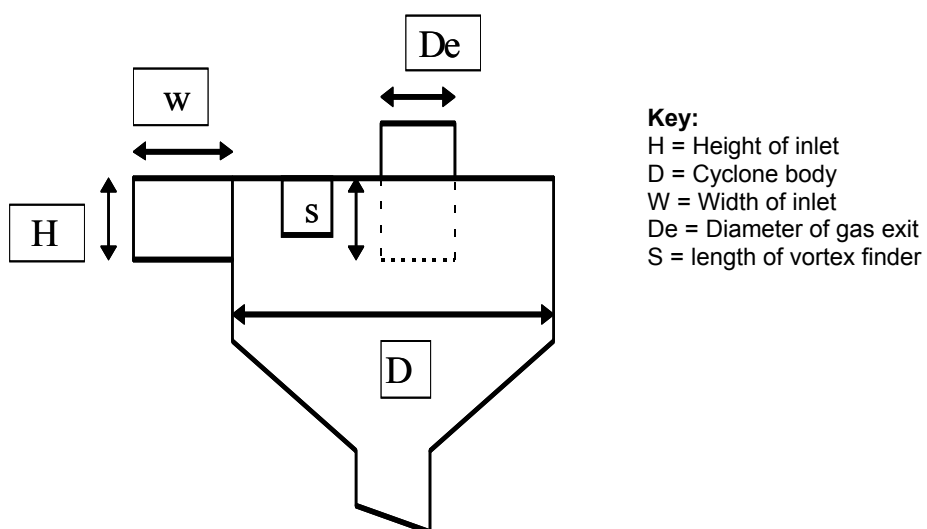 De
w
H
s
D
Key:
H = Height of inlet
D = Cyclone body
W = Width of inlet
De = Diameter of gas exit
S = length of vortex finder